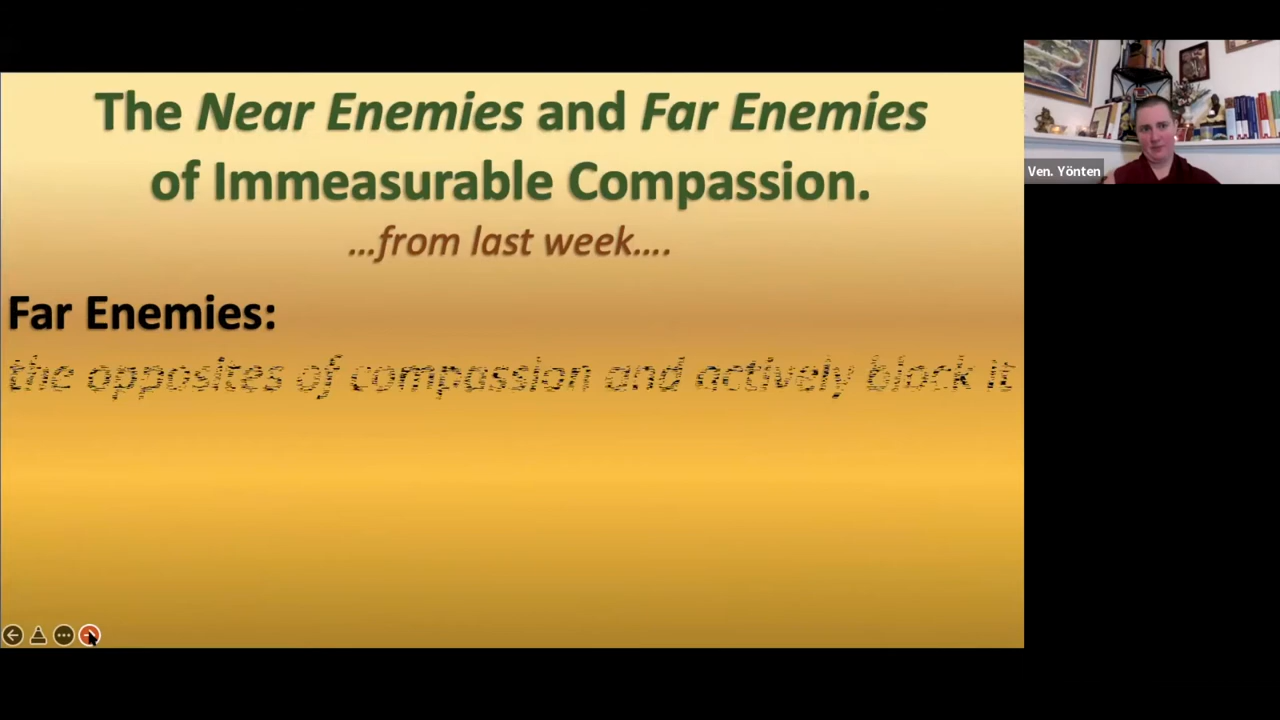 The Near Enemies and Far Enemies
of Immeasurable Compassion.
...from last week....
Far Enemies:
the opposites of compassion and actively block it
Ven. Yönten